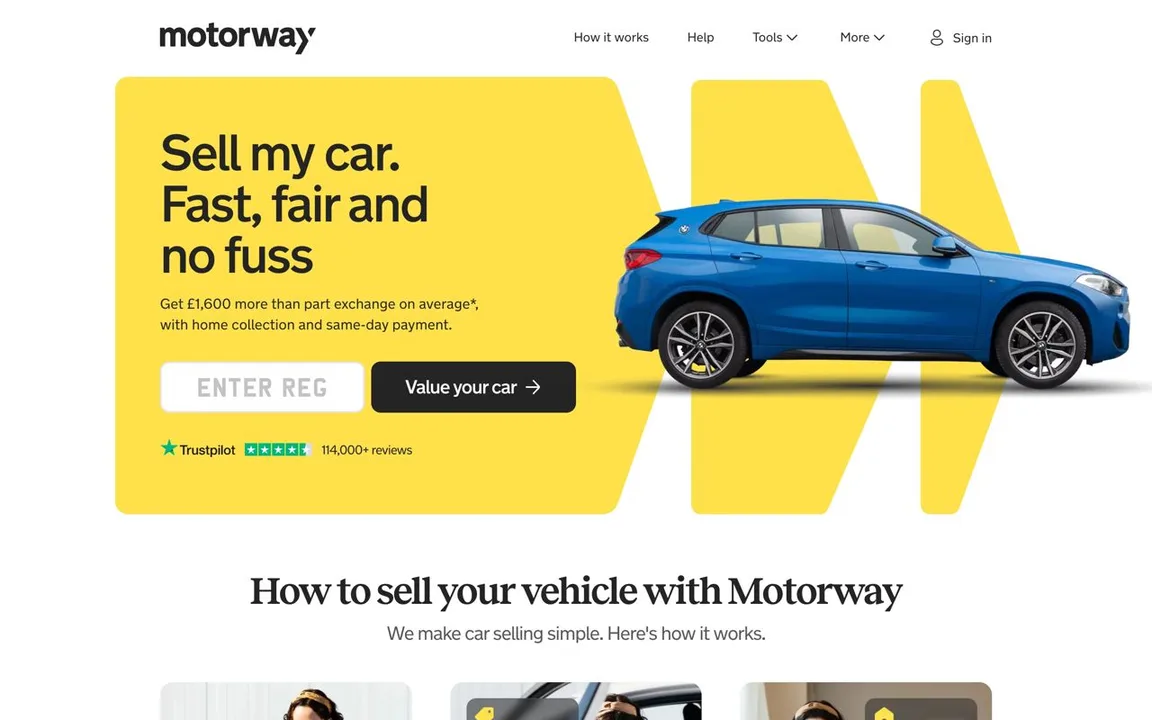 motorway
How it works
Help
Tools
More
Sign in
Sell my car.
Fast, fair and
no fuss
Get £1,600 more than part exchange on average*,
with home collection and same-day payment.
ENTER REG
Value your car →
Trustpilot
114,000+ reviews
How to sell your vehicle with Motorway
We make car selling simple. Here's how it works.